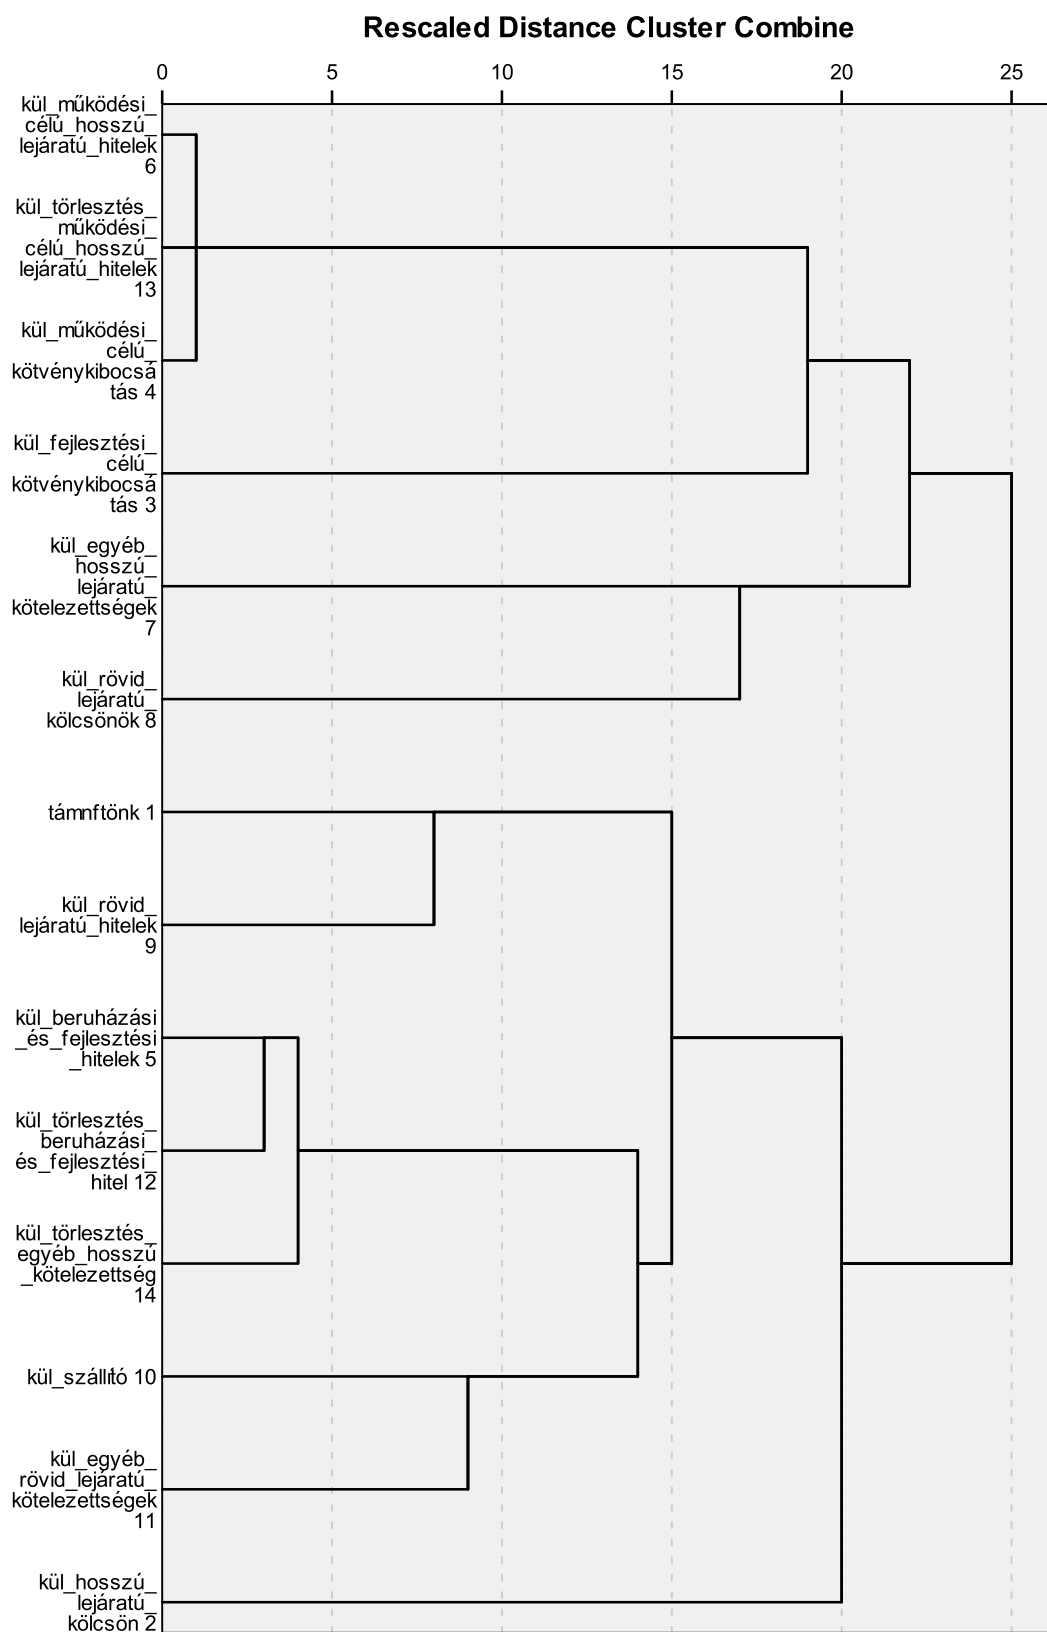 Rescaled Distance Cluster Combine
0 5 10 15 20 25
kül_működési_
célú_hosszú_
lejáratú_hitelek
6
kül_törlesztés_
működési_
célú_hosszú_
lejáratú_hitelek
13
kül_működési_
célú_
kötvénykibocsá
tás 4
kül_fejlesztési_
célú_
kötvénykibocsá
tás 3
kül_egyéb_
hosszú_
lejáratú_
kötelezettségek
7
kül_rövid_
lejáratú_
kölcsönök 8
támnftönk 1
kül_rövid_
lejáratú_hitelek
9
kül_beruházási
_és_fejlesztési
_hitelek 5
kül_törlesztés_
beruházási_
és_fejlesztési_
hitel 12
kül_törlesztés_
egyéb_hosszú
_kötelezettség
14
kül_szállító 10
kül_egyéb_
rövid_lejáratú_
kötelezettségek
11
kül_hosszú_
lejáratú_
kölcsön 2